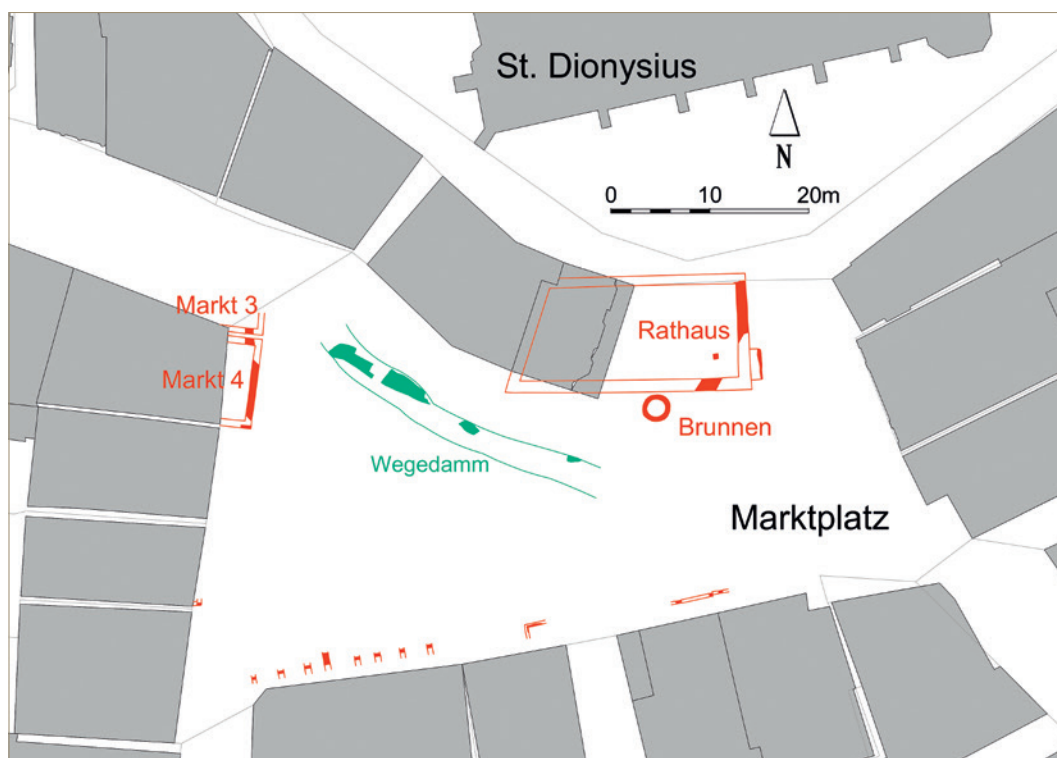 St. Dionysius
N
0 10 20m
Markt 3
Rathaus
Markt 4
Brunnen
Wegedamm
Marktplatz